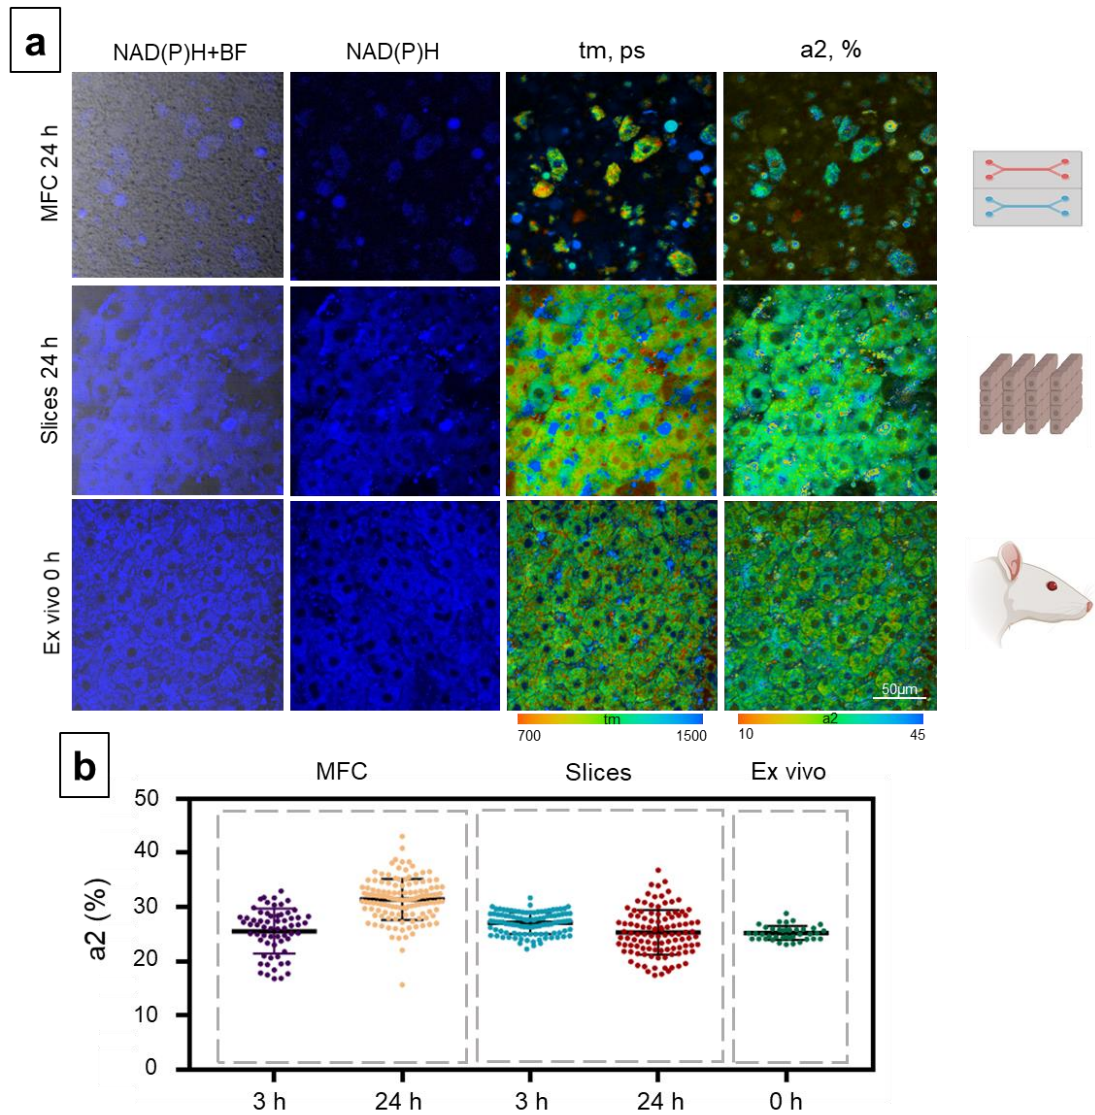 a
NAD(P)H+BF NAD(P)H tm, ps a2, %
MFC 24 h
Slices 24 h
Ex vivo 0 h
50µm
tm a2
700 1500 10 45
b
MFC Slices Ex vivo
50
40
30
20
10
0
a2 (%)
3 h 24 h 3 h 24 h 0 h